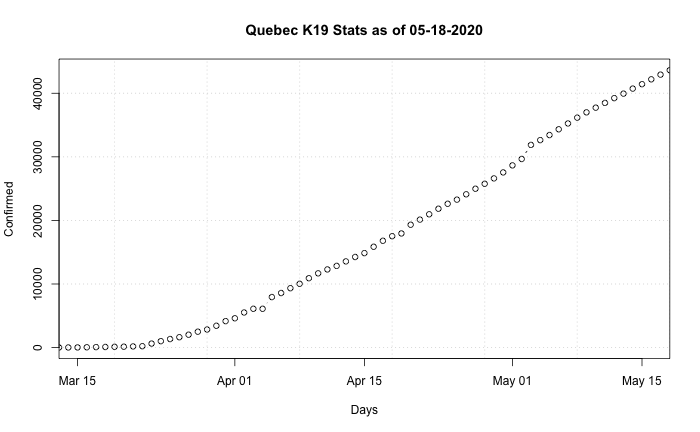 Quebec K19 Stats as of 05-18-2020
Confirmed
40000
30000
20000
10000
0
Mar 15 Apr 01 Apr 15 May 01 May 15
Days